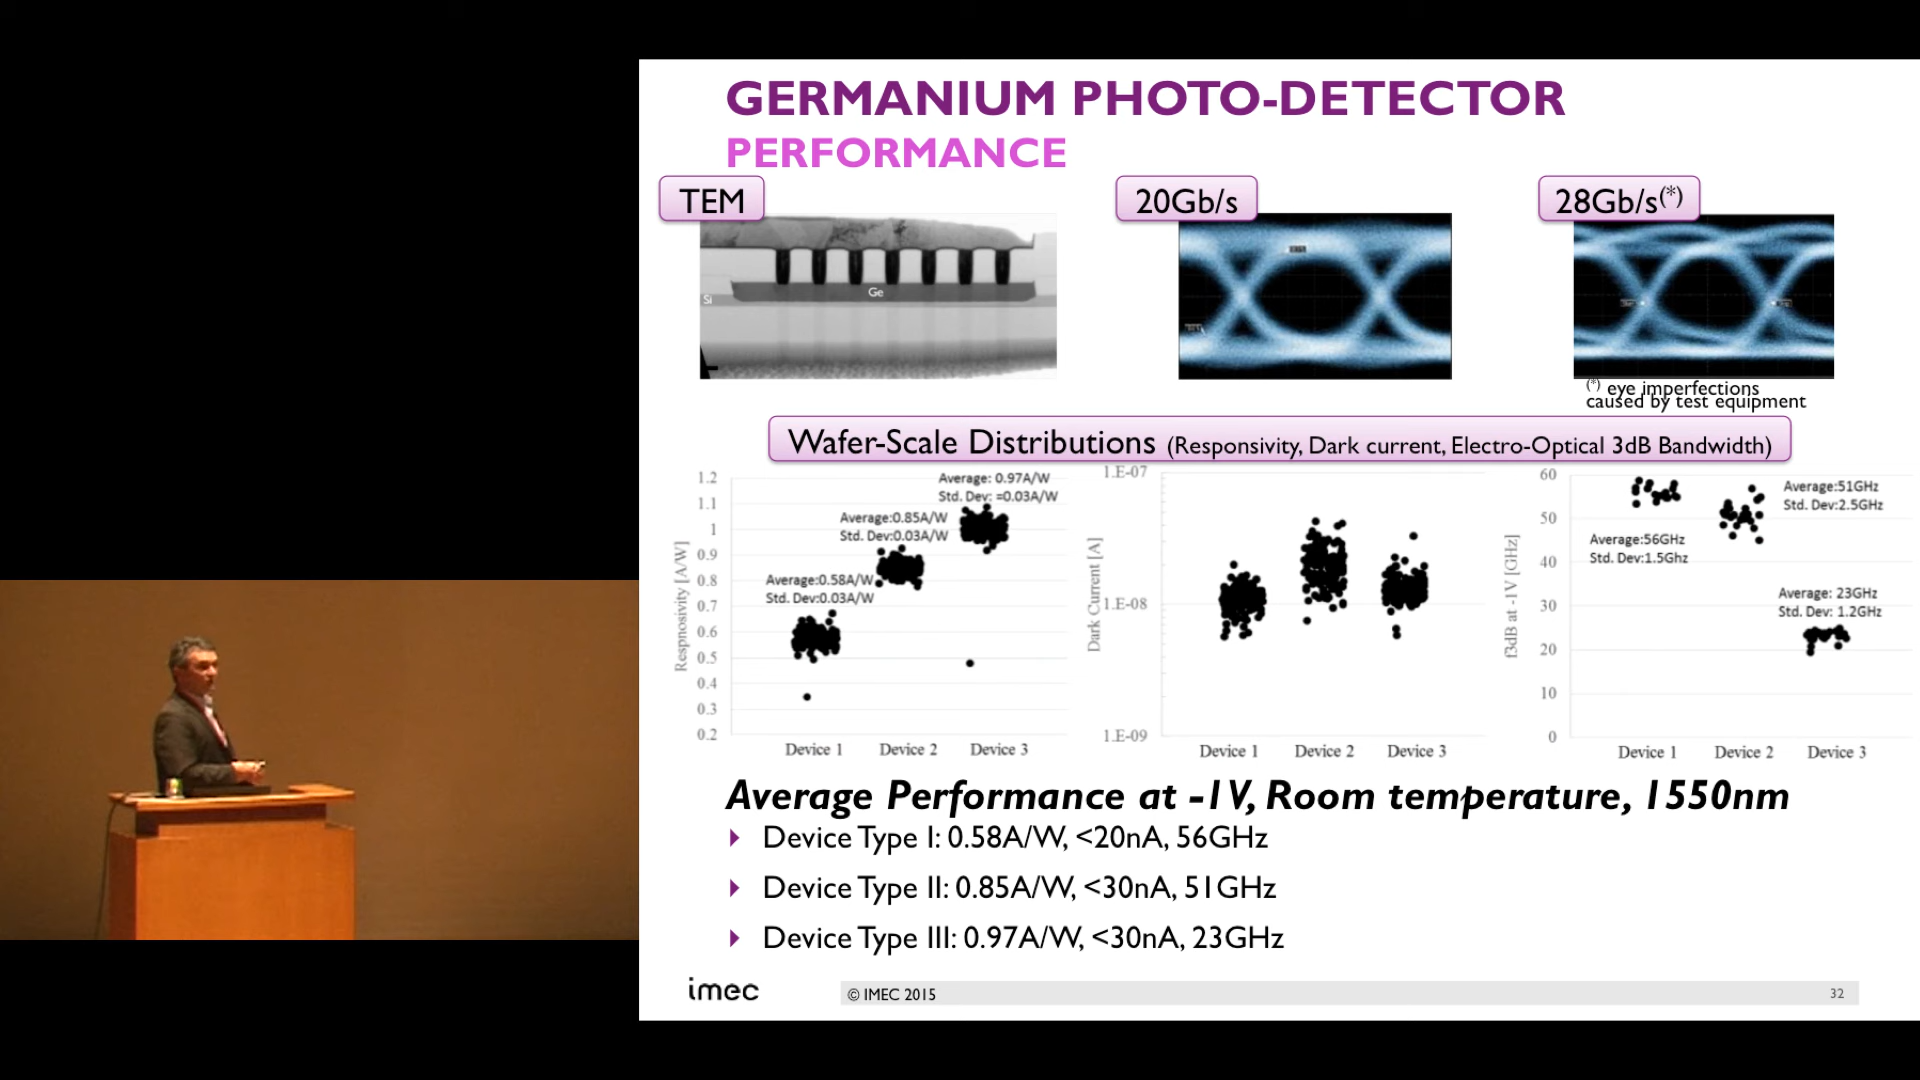 GERMANIUM PHOTO-DETECTOR
PERFORMANCE
TEM
Si
Ge
20Gb/s
28Gb/s(*)
(*) eye imperfections
caused by test equipment
Wafer-Scale Distributions (Responsivity, Dark current, Electro-Optical 3dB Bandwidth)
Respnosivity [A/W]
1.2
1.1
1
0.9
0.8
0.7
0.6
0.5
0.4
0.3
0.2
Average: 0.97A/W
Std. Dev: =0.03A/W
Average:0.85A/W
Std. Dev:0.03A/W
Average:0.58A/W
Std. Dev:0.03A/W
Device 1
Device 2
Device 3
Dark Current [A]
1.E-07
1.E-08
1.E-09
Device 1
Device 2
Device 3
f3dB at -1V [GHz]
60
50
40
30
20
10
0
Average:51GHz
Std. Dev:2.5GHz
Average:56GHz
Std. Dev:1.5Ghz
Average: 23GHz
Std. Dev: 1.2GHz
Device 1
Device 2
Device 3
Average Performance at -1V, Room temperature, 1550nm
Device Type I: 0.58A/W, <20nA, 56GHz
Device Type II: 0.85A/W, <30nA, 51GHz
Device Type III: 0.97A/W, <30nA, 23GHz
imec
© IMEC 2015
32